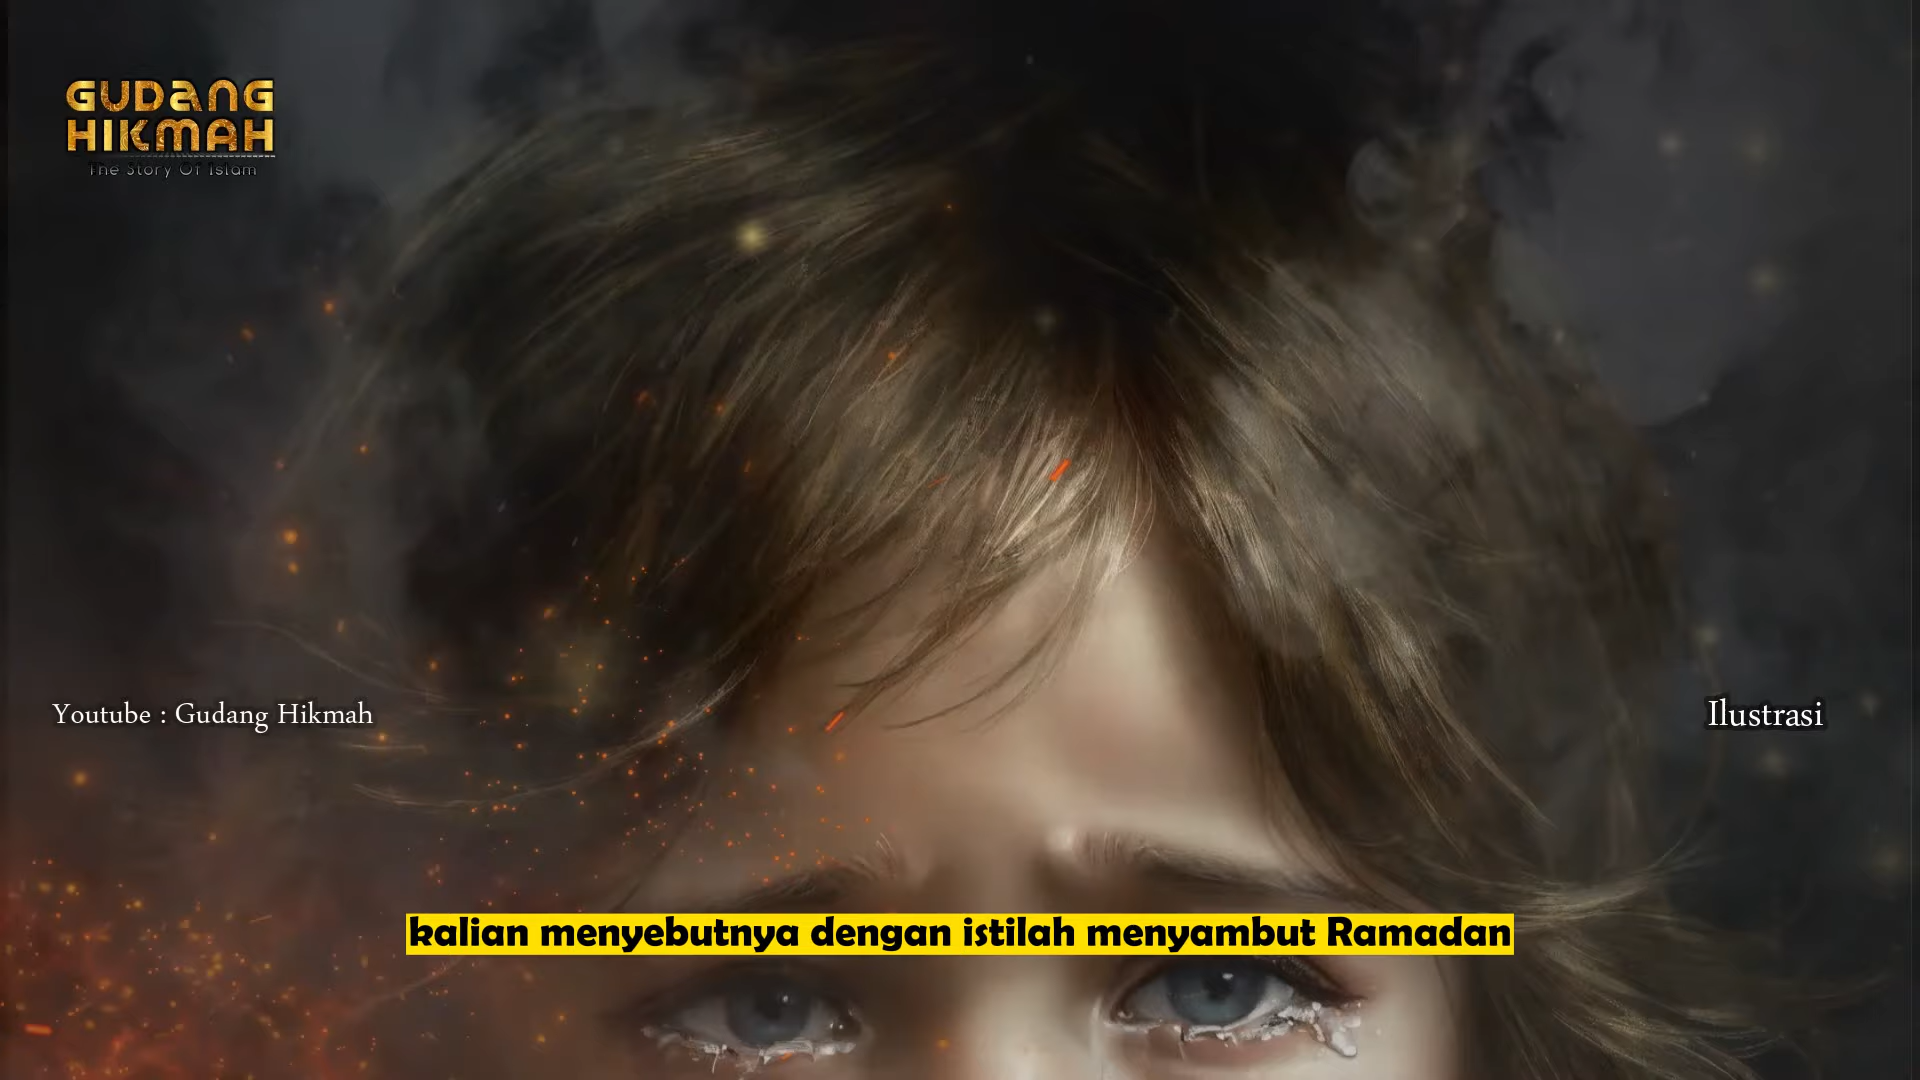 GUDANG
HIKMAH
The Story Of Islam
Youtube : Gudang Hikmah
Ilustrasi
kalian menyebutnya dengan istilah menyambut Ramadan